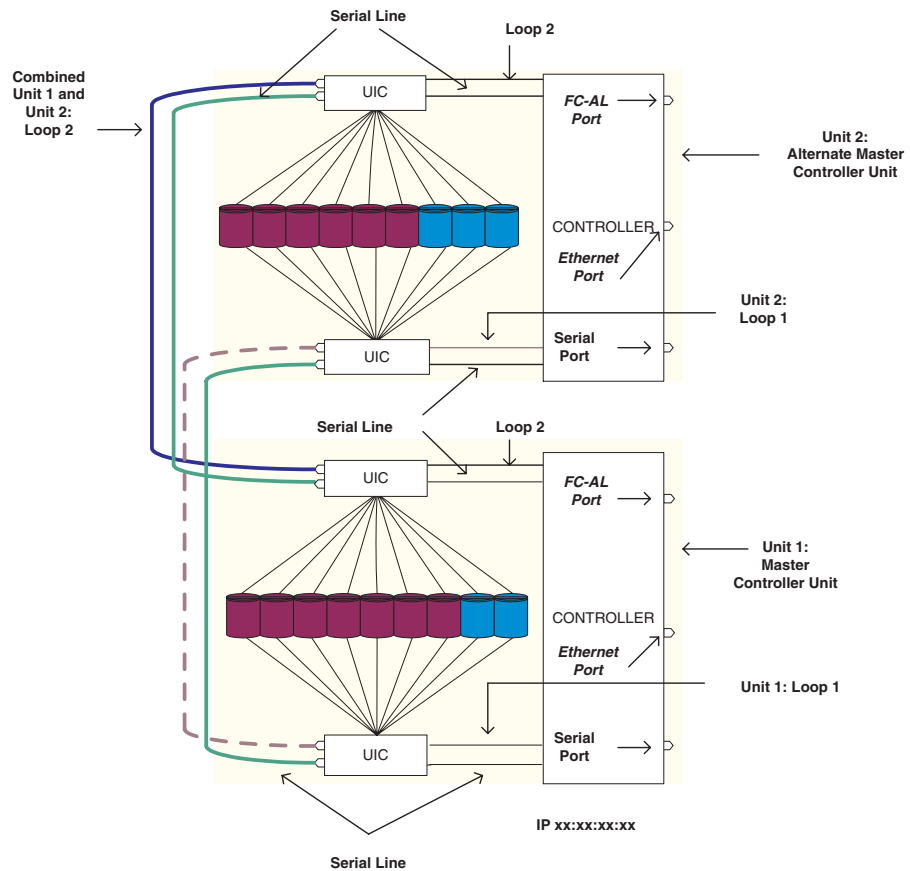 Serial Line
Loop 2
Combined
Unit 1 and
Unit 2:
Loop 2
UIC
FC-AL
Port
Unit 2:
Alternate Master
Controller Unit
CONTROLLER
Ethernet
Port
Unit 2:
Loop 1
Serial
Port
UIC
Serial Line
Loop 2
UIC
FC-AL
Port
Unit 1:
Master
Controller Unit
CONTROLLER
Ethernet
Port
Unit 1: Loop 1
Serial
Port
UIC
IP xx:xx:xx:xx
Serial Line